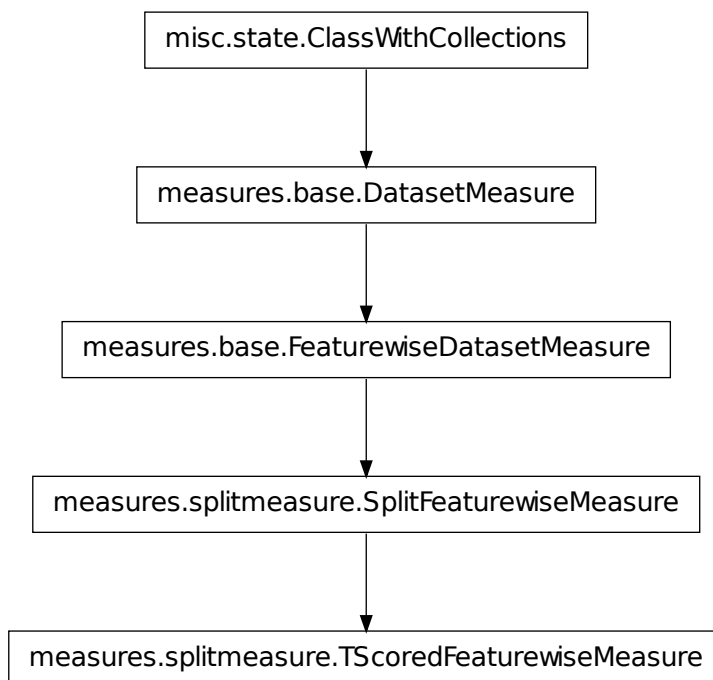 misc.state.ClassWithCollections
measures.base.DatasetMeasure
measures.base.FeaturewiseDatasetMeasure
measures.splitmeasure.SplitFeaturewiseMeasure
measures.splitmeasure.TScoredFeaturewiseMeasure